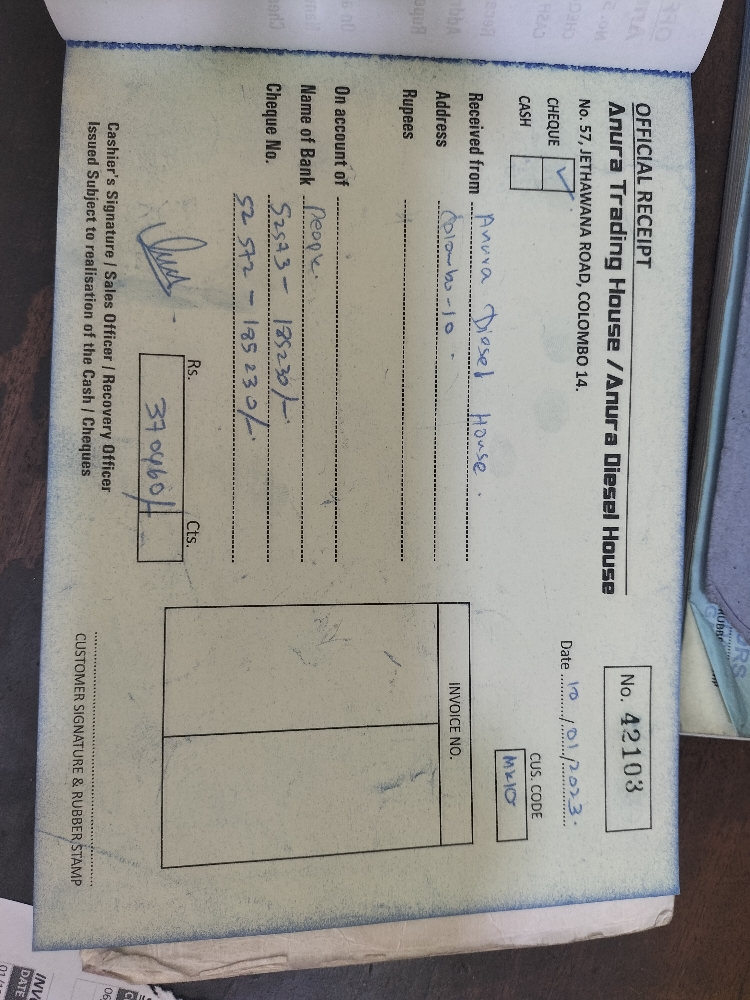 OFFICIAL RECEIPT
Anura Trading House / Anura Diesel House
No. 57, JETHAWANA ROAD, COLOMBO 14.
No. 42103
CHEQUE ✓
CASH
Date 10/01/2023.
CUS. CODE
MK10
Received from Anura Diesel House.
Address Colombo-10.
Rupees
On account of
Name of Bank People.
Cheque No. 52573 - 185230/-
52572 - 185230/-
INVOICE NO.
Rs. Cts.
370460/-
Cashier's Signature / Sales Officer / Recovery Officer
Issued Subject to realisation of the Cash / Cheques
CUSTOMER SIGNATURE & RUBBER STAMP